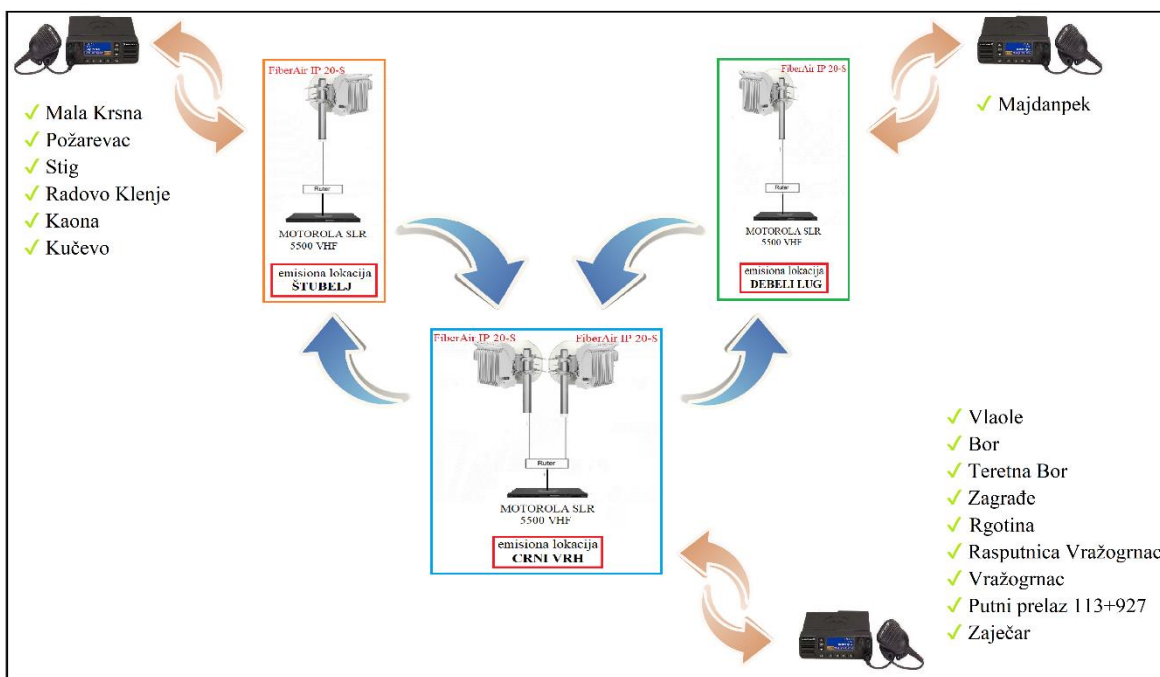 FiberAir IP 20-S
Ruter
MOTOROLA SLR
5500 VHF
emisiona lokacija
ŠTUBELJ
Mala Krsna
Požarevac
Stig
Radovo Klenje
Kaona
Kučevo
FiberAir IP 20-S
Ruter
MOTOROLA SLR
5500 VHF
emisiona lokacija
DEBELI LUG
Majdanpek
FiberAir IP 20-S
FiberAir IP 20-S
Ruter
MOTOROLA SLR
5500 VHF
emisiona lokacija
CRNI VRH
Vlaole
Bor
Teretna Bor
Zagrađe
Rgotina
Rasputnica Vražogrnac
Vražogrnac
Putni prelaz 113+927
Zaječar